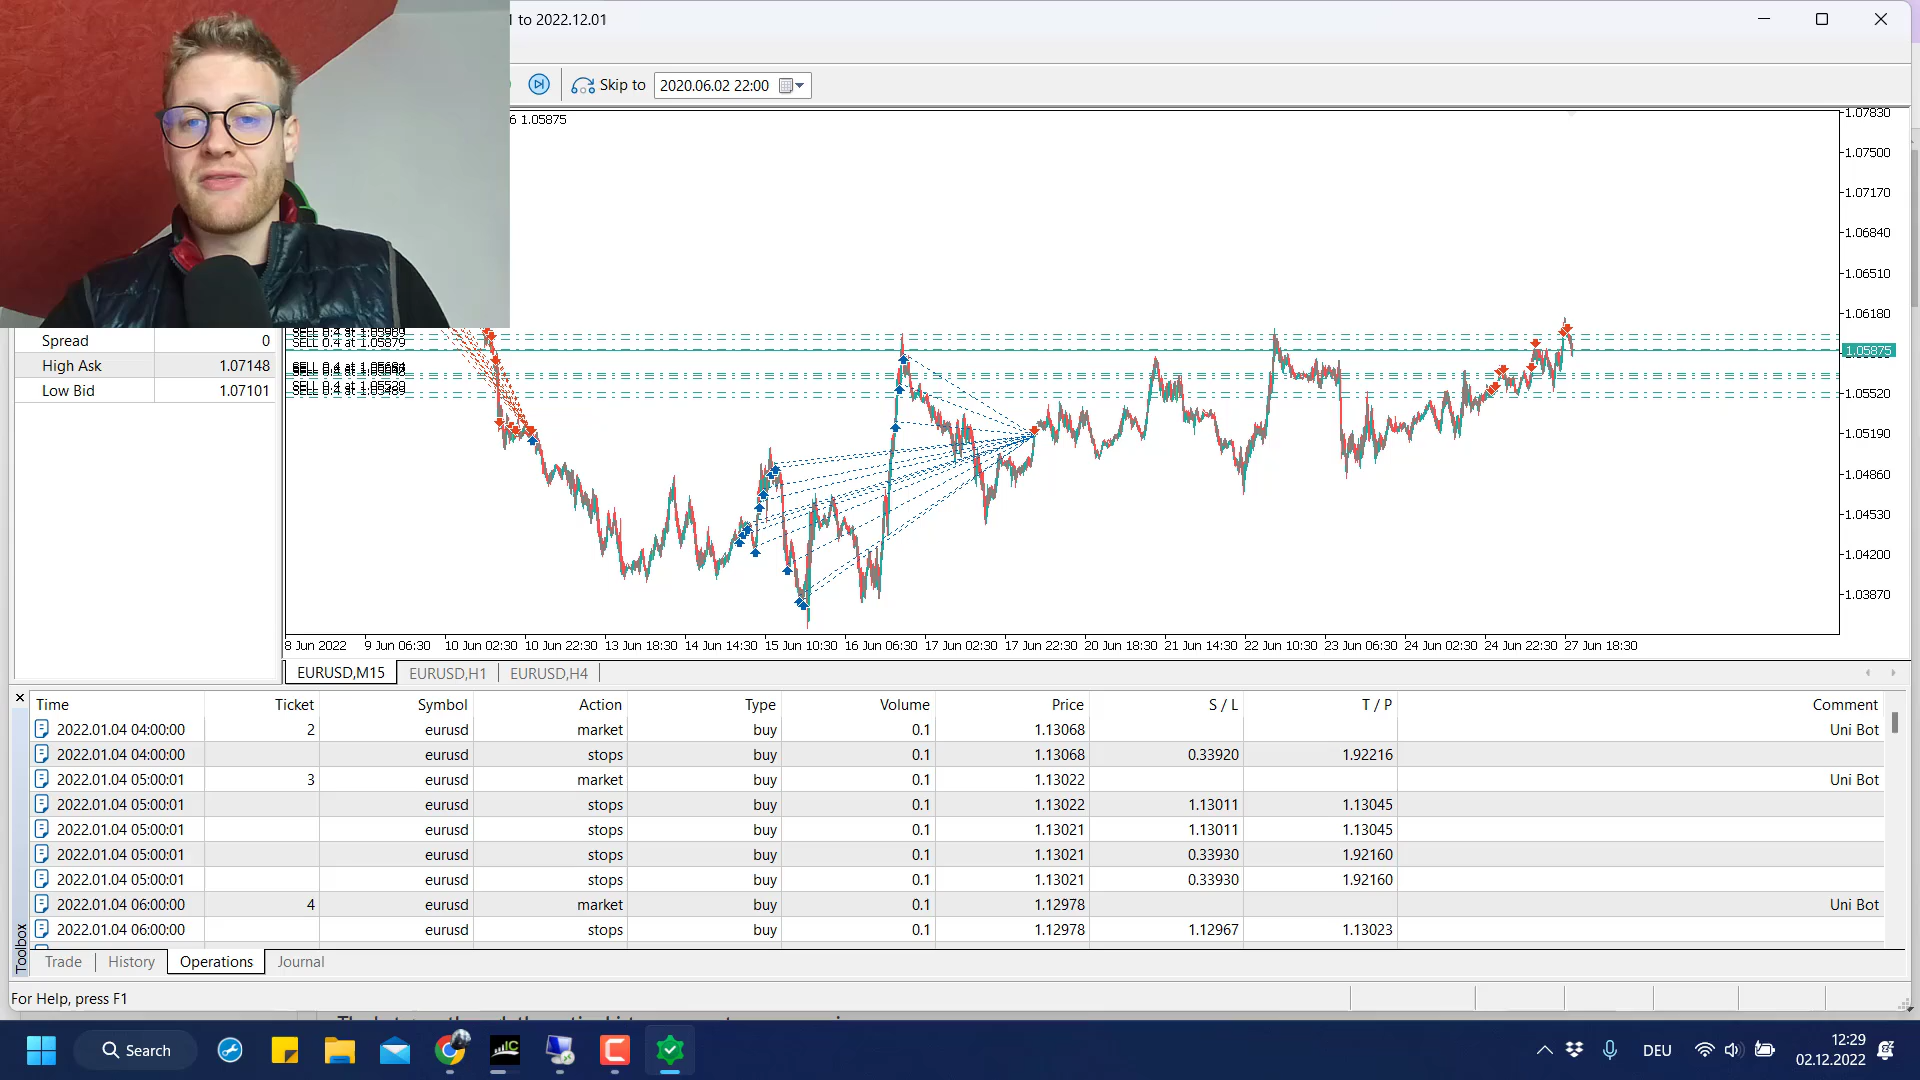 1 to 2022.12.01
Skip to 2020.06.02 22:00
6 1.05875
1.07830
1.07500
1.07170
1.06840
1.06510
1.06180
1.05875
1.05520
1.05190
1.04860
1.04530
1.04200
1.03870
SELL 0.4 at 1.05879
SELL 0.4 at
SELL 0.4 at 1.05489
Spread 0
High Ask 1.07148
Low Bid 1.07101
8 Jun 2022 9 Jun 06:30 10 Jun 02:30 10 Jun 22:30 13 Jun 18:30 14 Jun 14:30 15 Jun 10:30 16 Jun 06:30 17 Jun 02:30 17 Jun 22:30 20 Jun 18:30 21 Jun 14:30 22 Jun 10:30 23 Jun 06:30 24 Jun 02:30 24 Jun 22:30 27 Jun 18:30
EURUSD,M15 EURUSD,H1 EURUSD,H4
Time Ticket Symbol Action Type Volume Price S / L T / P Comment
2022.01.04 04:00:00 2 eurusd market buy 0.1 1.13068 Uni Bot
2022.01.04 04:00:00 eurusd stops buy 0.1 1.13068 0.33920 1.92216
2022.01.04 05:00:01 3 eurusd market buy 0.1 1.13022 Uni Bot
2022.01.04 05:00:01 eurusd stops buy 0.1 1.13022 1.13011 1.13045
2022.01.04 05:00:01 eurusd stops buy 0.1 1.13021 1.13011 1.13045
2022.01.04 05:00:01 eurusd stops buy 0.1 1.13021 0.33930 1.92160
2022.01.04 05:00:01 eurusd stops buy 0.1 1.13021 0.33930 1.92160
2022.01.04 06:00:00 4 eurusd market buy 0.1 1.12978 Uni Bot
2022.01.04 06:00:00 eurusd stops buy 0.1 1.12978 1.12967 1.13023
Toolbox
Trade History Operations Journal
For Help, press F1
Search
DEU
12:29
02.12.2022